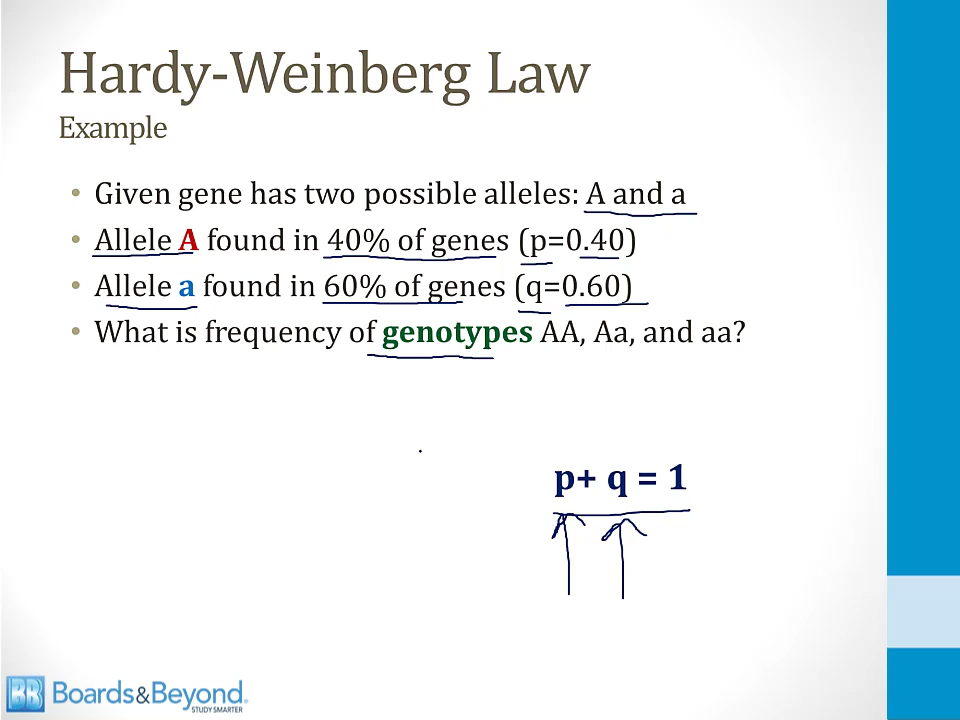 Hardy-Weinberg Law
Example
• Given gene has two possible alleles: A and a
• Allele A found in 40% of genes (p=0.40)
• Allele a found in 60% of genes (q=0.60)
• What is frequency of genotypes AA, Aa, and aa?
p+ q = 1
BB Boards&Beyond.
STUDY SMARTER